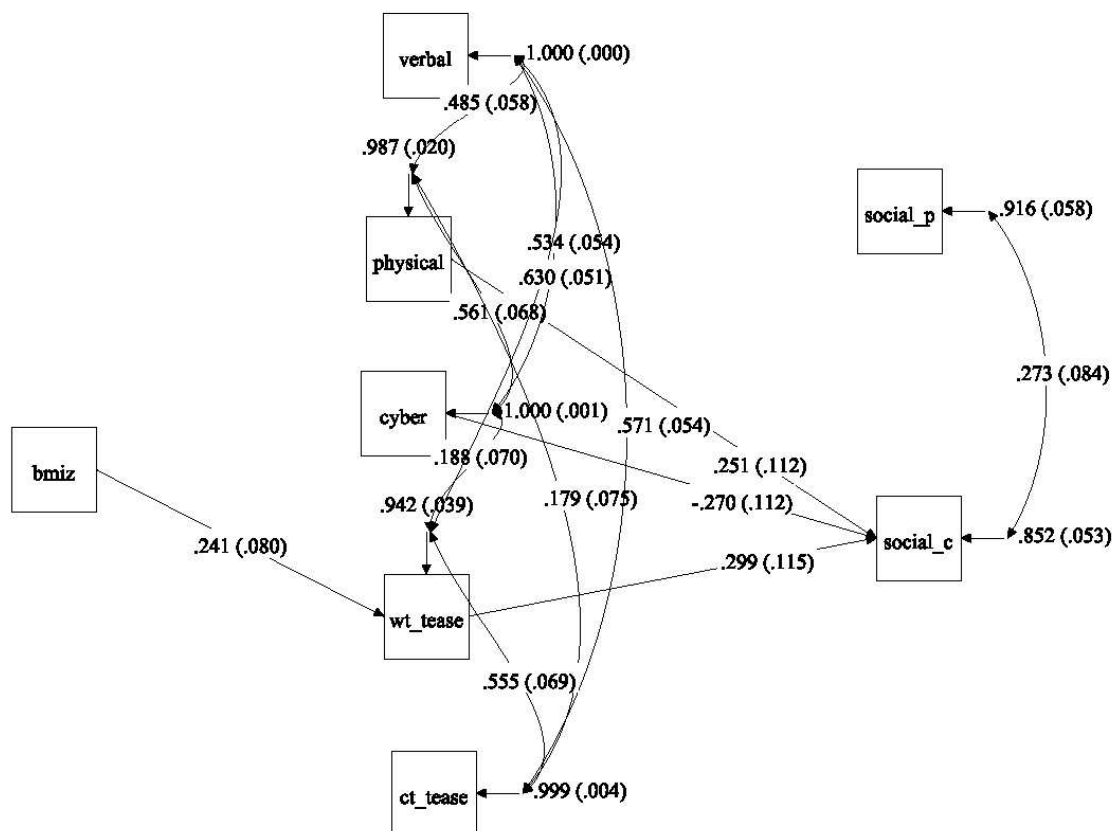 verbal
1.000 (.000)
.485 (.058)
.987 (.020)
social_p
.916 (.058)
.534 (.054)
physical
.630 (.051)
.561 (.068)
.273 (.084)
cyber
1.000 (.001)
.571 (.054)
.188 (.070)
.251 (.112)
bmiz
.179 (.075)
-.270 (.112)
.942 (.039)
.852 (.053)
social_c
.241 (.080)
.299 (.115)
wt_tease
.555 (.069)
ct_tease
.999 (.004)